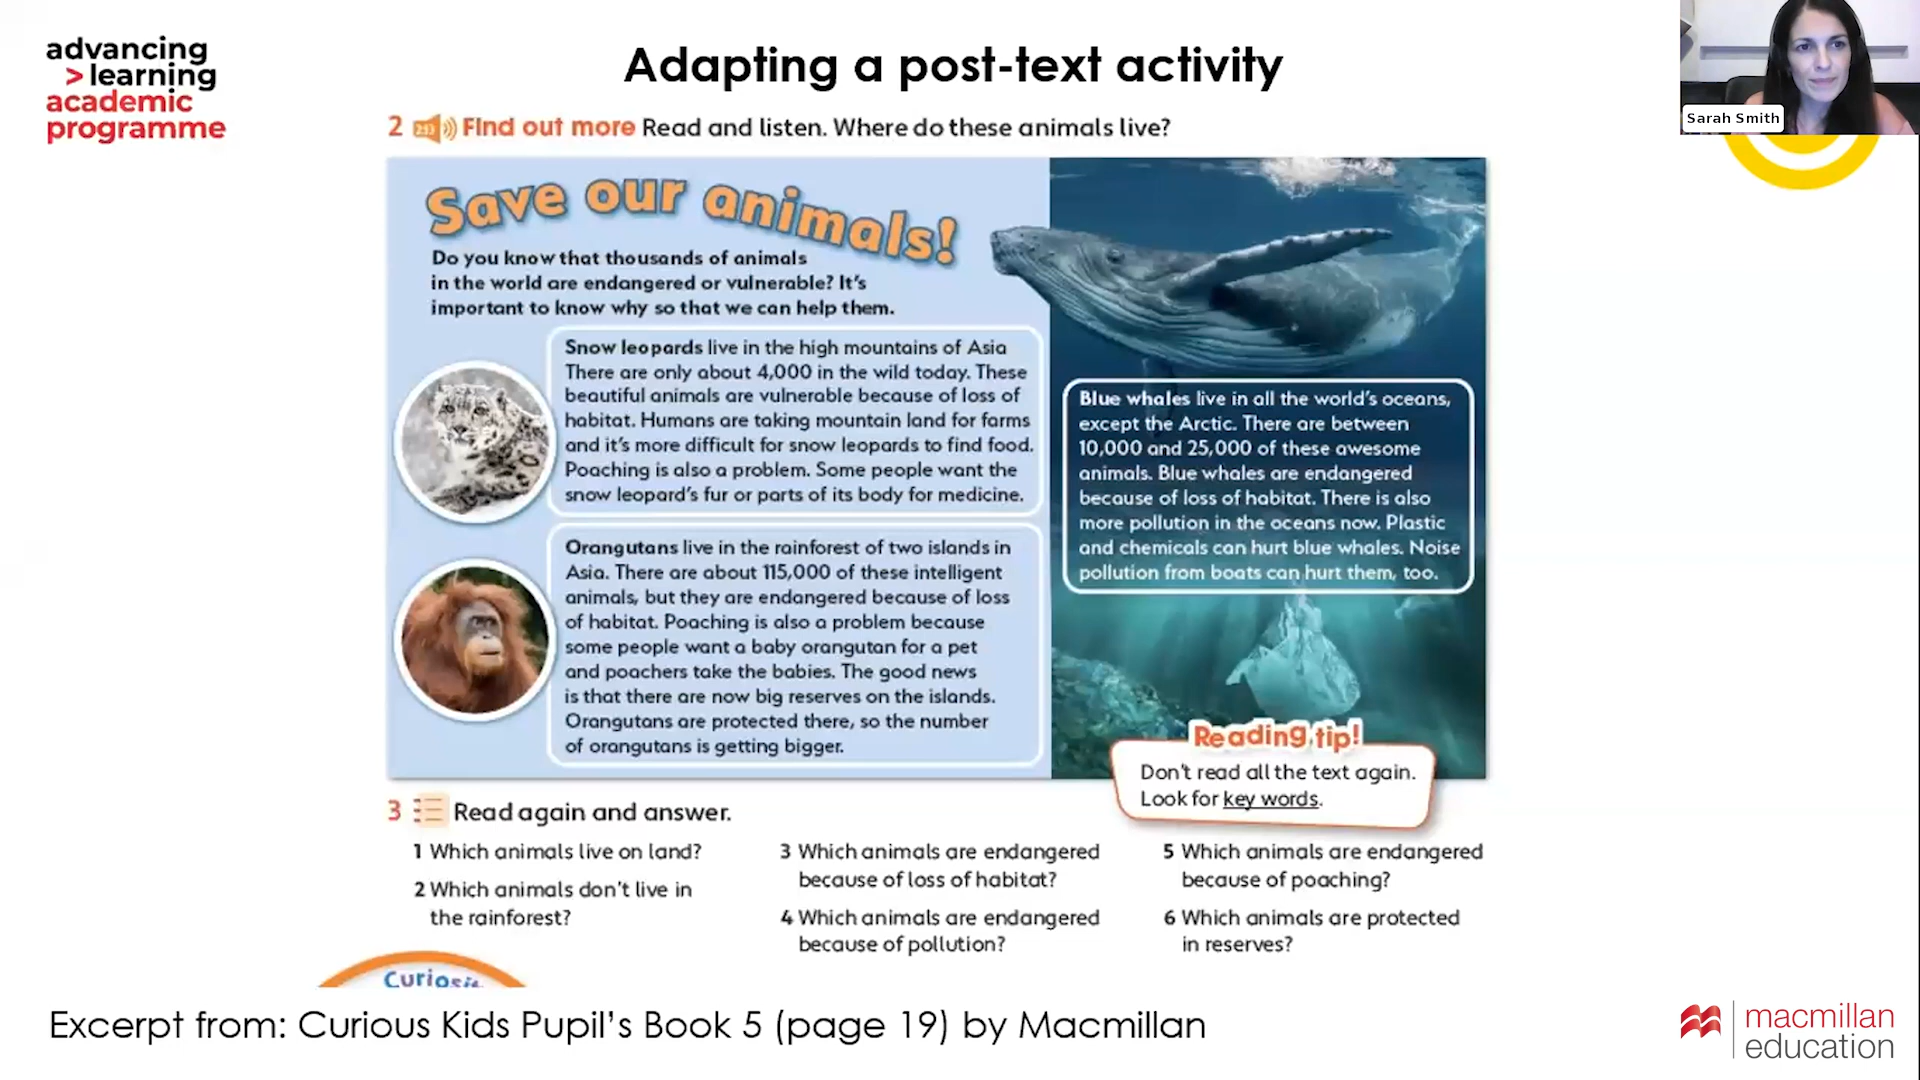 advancing
>learning
academic
programme
Adapting a post-text activity
Sarah Smith
2 Find out more Read and listen. Where do these animals live?
Save our animals!
Do you know that thousands of animals
in the world are endangered or vulnerable? It's
important to know why so that we can help them.
Snow leopards live in the high mountains of Asia
There are only about 4,000 in the wild today. These
beautiful animals are vulnerable because of loss of
habitat. Humans are taking mountain land for farms
and it's more difficult for snow leopards to find food.
Poaching is also a problem. Some people want the
snow leopard's fur or parts of its body for medicine.
Orangutans live in the rainforest of two islands in
Asia. There are about 115,000 of these intelligent
animals, but they are endangered because of loss
of habitat. Poaching is also a problem because
some people want a baby orangutan for a pet
and poachers take the babies. The good news
is that there are now big reserves on the islands.
Orangutans are protected there, so the number
of orangutans is getting bigger.
Blue whales live in all the world's oceans,
except the Arctic. There are between
10,000 and 25,000 of these awesome
animals. Blue whales are endangered
because of loss of habitat. There is also
more pollution in the oceans now. Plastic
and chemicals can hurt blue whales. Noise
pollution from boats can hurt them, too.
Reading tip!
Don't read all the text again.
Look for key words.
3 Read again and answer.
1 Which animals live on land?
2 Which animals don't live in
the rainforest?
3 Which animals are endangered
because of loss of habitat?
4 Which animals are endangered
because of pollution?
5 Which animals are endangered
because of poaching?
6 Which animals are protected
in reserves?
Excerpt from: Curious Kids Pupil's Book 5 (page 19) by Macmillan
macmillan
education